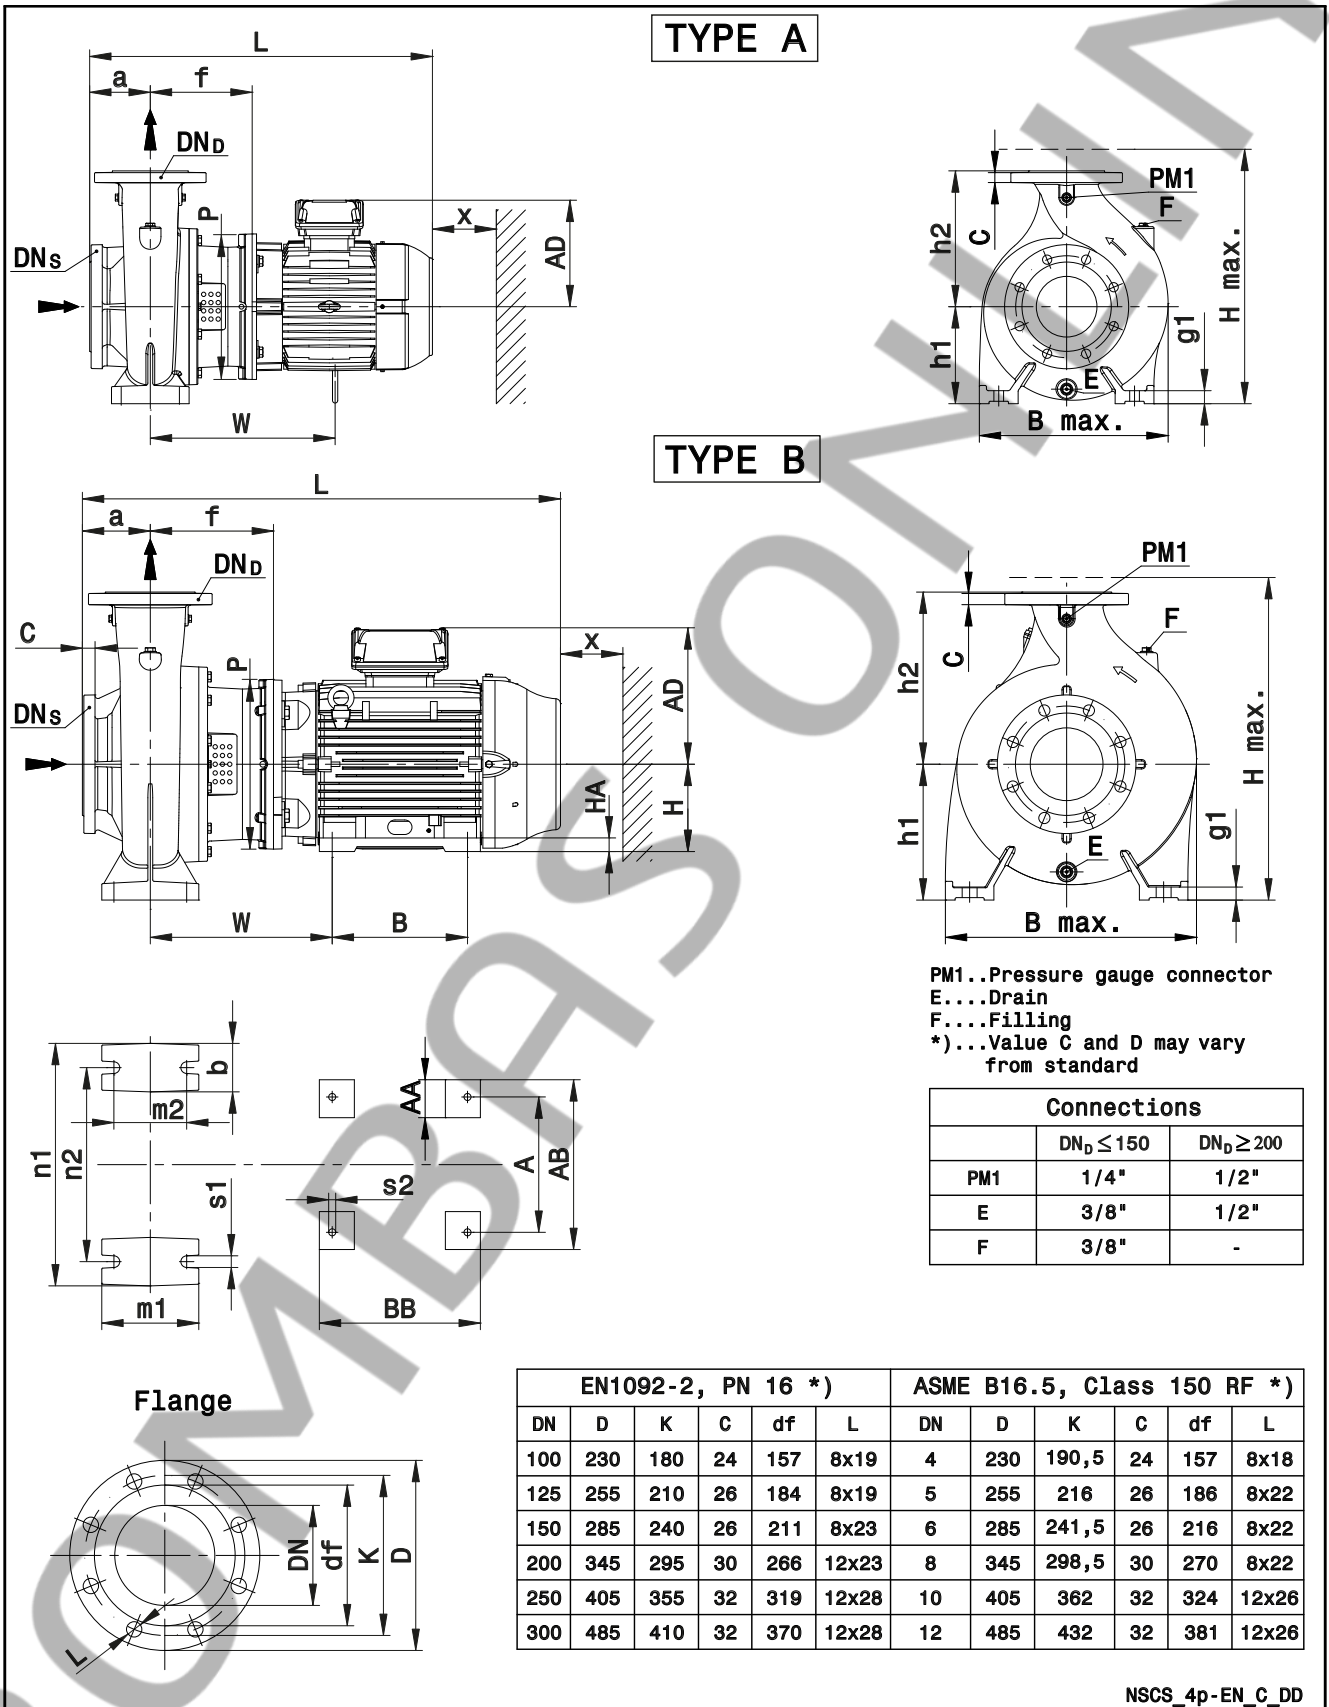 TYPE A
L
a f
DND
P
DNs
x
AD
W
PM1
F
C
h2
h1
H max.
g1
E
B max.
TYPE B
L
a f
DND
C
P
DNs
x
AD
HA
H
W B
PM1
F
C
h2
h1
H max.
g1
E
B max.
PM1..Pressure gauge connector
E....Drain
F....Filling
*)...Value C and D may vary
from standard
b
m2
n1
n2
s1
m1
AA
A
AB
s2
BB
Connections
DND≤150 DND≥200
PM1 1/4" 1/2"
E 3/8" 1/2"
F 3/8" -
Flange
DN
df
K
D
L
EN1092-2, PN 16 *) ASME B16.5, Class 150 RF *)
DN D K C df L DN D K C df L
100 230 180 24 157 8x19 4 230 190,5 24 157 8x18
125 255 210 26 184 8x19 5 255 216 26 186 8x22
150 285 240 26 211 8x23 6 285 241,5 26 216 8x22
200 345 295 30 266 12x23 8 345 298,5 30 270 8x22
250 405 355 32 319 12x28 10 405 362 32 324 12x26
300 485 410 32 370 12x28 12 485 432 32 381 12x26
NSCS_4p-EN_C_DD
OMBAS ONLIN